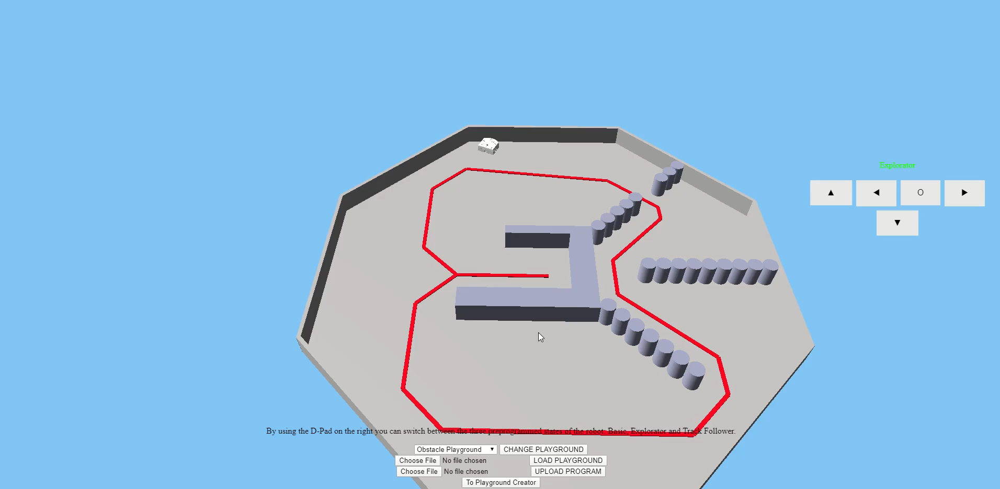 Explorator
▲ ◀ O ▶
▼
By using the D-Pad on the right you can switch between the three preprogrammed states of the robot: Basic, Explorator and Track Follower.
Obstacle Playground ▼ CHANGE PLAYGROUND
Choose File No file chosen LOAD PLAYGROUND
Choose File No file chosen UPLOAD PROGRAM
To Playground Creator